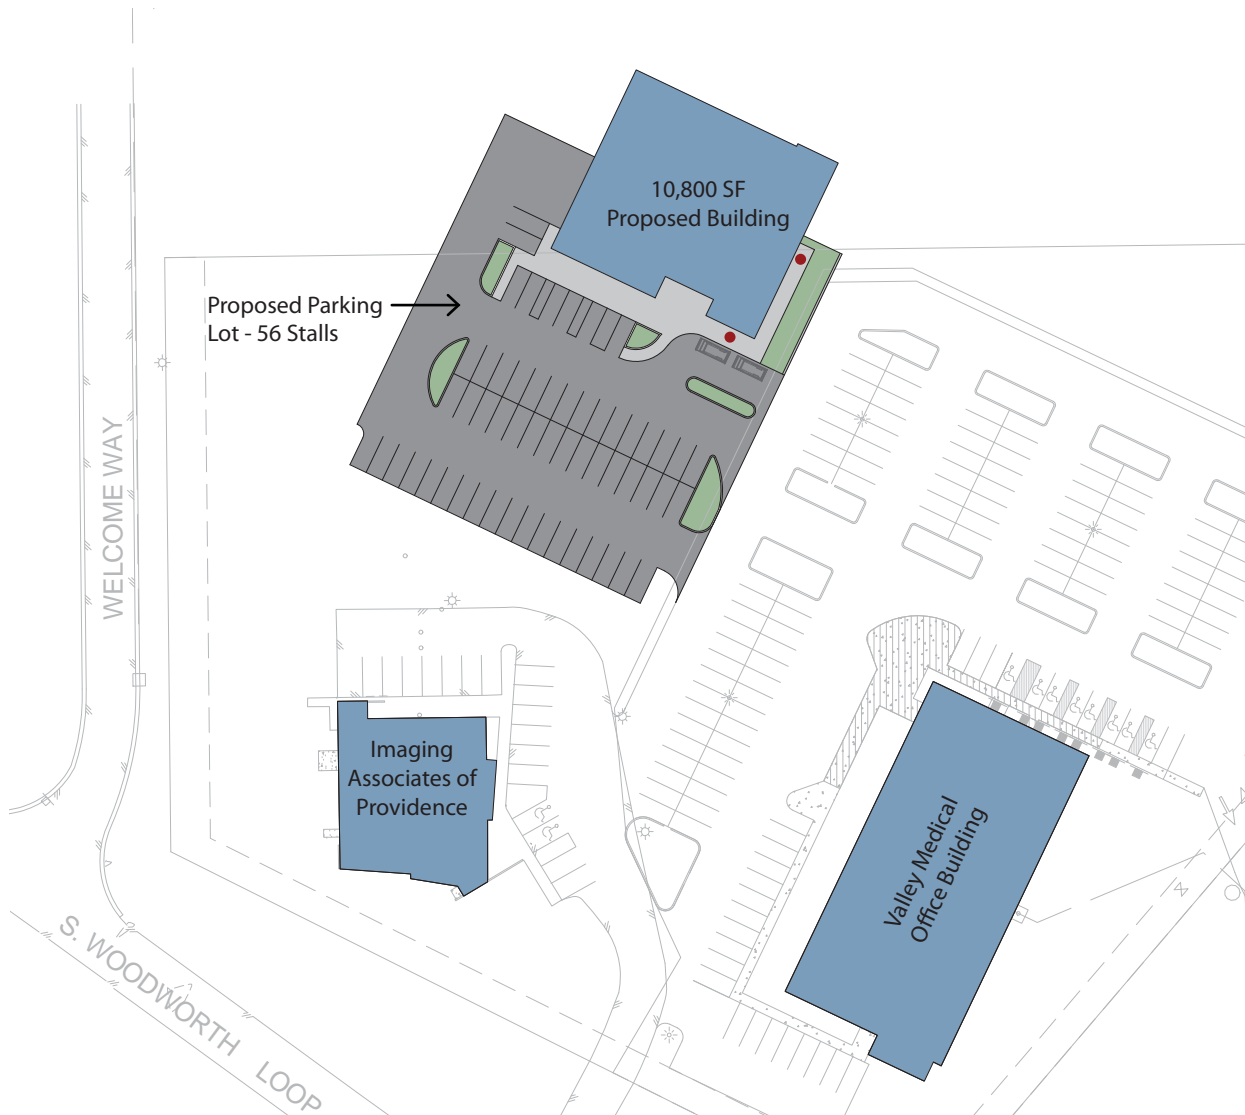 10,800 SF
Proposed Building
Proposed Parking
Lot - 56 Stalls
WELCOME WAY
Imaging
Associates of
Providence
Valley Medical
Office Building
S. WOODWORTH LOOP